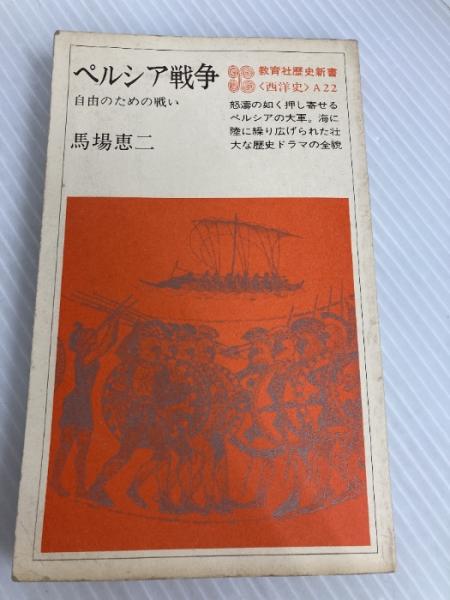 ペルシア戦争
自由のための戦い
馬場恵二
教育社歴史新書
〈西洋史〉A22
怒濤の如く押し寄せる
ペルシアの大軍。海に
陸に繰り広げられた壮
大な歴史ドラマの全貌